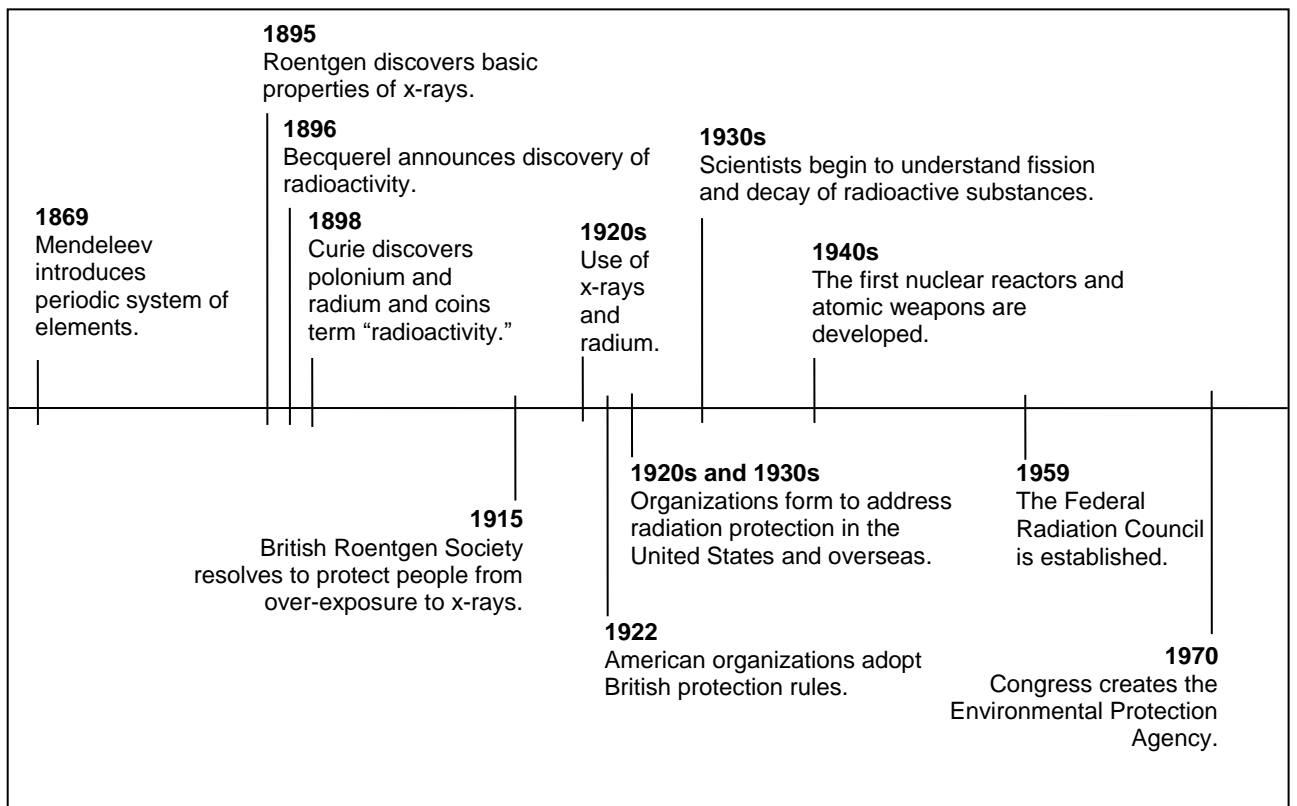 1895
Roentgen discovers basic
properties of x-rays.
1896
Becquerel announces discovery of
radioactivity.
1930s
Scientists begin to understand fission
and decay of radioactive substances.
1869
Mendeleev
introduces
periodic system of
elements.
1898
Curie discovers
polonium and
radium and coins
term “radioactivity.”
1920s
Use of
x-rays
and
radium.
1940s
The first nuclear reactors and
atomic weapons are
developed.
1915
British Roentgen Society
resolves to protect people from
over-exposure to x-rays.
1920s and 1930s
Organizations form to address
radiation protection in the
United States and overseas.
1959
The Federal
Radiation Council
is established.
1922
American organizations adopt
British protection rules.
1970
Congress creates the
Environmental Protection
Agency.